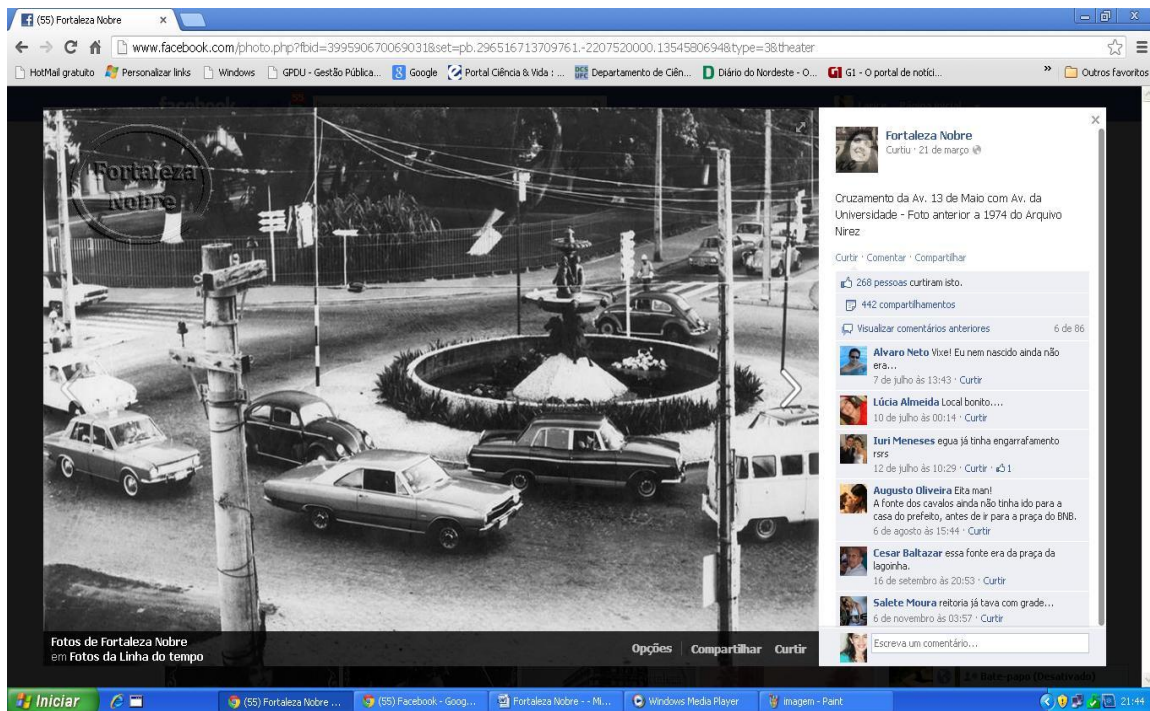 (55) Fortaleza Nobre
www.facebook.com/photo.php?fbid=399590670069031&set=pb.296516713709761.-2207520000.1354580694&type=3&theater
HotMail gratuito Personalizar links Windows GPDU - Gestão Pública... Google Portal Ciência & Vida : ... Departamento de Ciên... Diário do Nordeste - O... G1 - O portal de notíci... » Outros favoritos
facebook 55
Fortaleza
Nobre
Fortaleza Nobre
Curtiu · 21 de março
Cruzamento da Av. 13 de Maio com Av. da
Universidade - Foto anterior a 1974 do Arquivo
Nirez
Curtir · Comentar · Compartilhar
268 pessoas curtiram isto.
442 compartilhamentos
Visualizar comentários anteriores 6 de 86
Alvaro Neto Vixe! Eu nem nascido ainda não
era...
7 de julho às 13:43 · Curtir
Lúcia Almeida Local bonito....
10 de julho às 00:14 · Curtir
Iuri Meneses egua já tinha engarrafamento
rsrs
12 de julho às 10:29 · Curtir · 1
Augusto Oliveira Eita man!
A fonte dos cavalos ainda não tinha ido para a
casa do prefeito, antes de ir para a praça do BNB.
6 de agosto às 15:44 · Curtir
Cesar Baltazar essa fonte era da praça da
lagoinha.
16 de setembro às 20:53 · Curtir
Salete Moura reitoria já tava com grade...
6 de novembro às 03:57 · Curtir
Escreva um comentário...
Fotos de Fortaleza Nobre
em Fotos da Linha do tempo
Opções Compartilhar Curtir
Bate-papo (Desativado)
Iniciar
(55) Fortaleza Nobre ... (55) Facebook - Goog... Fortaleza Nobre - - Mi... Windows Media Player imagem - Paint
21:44